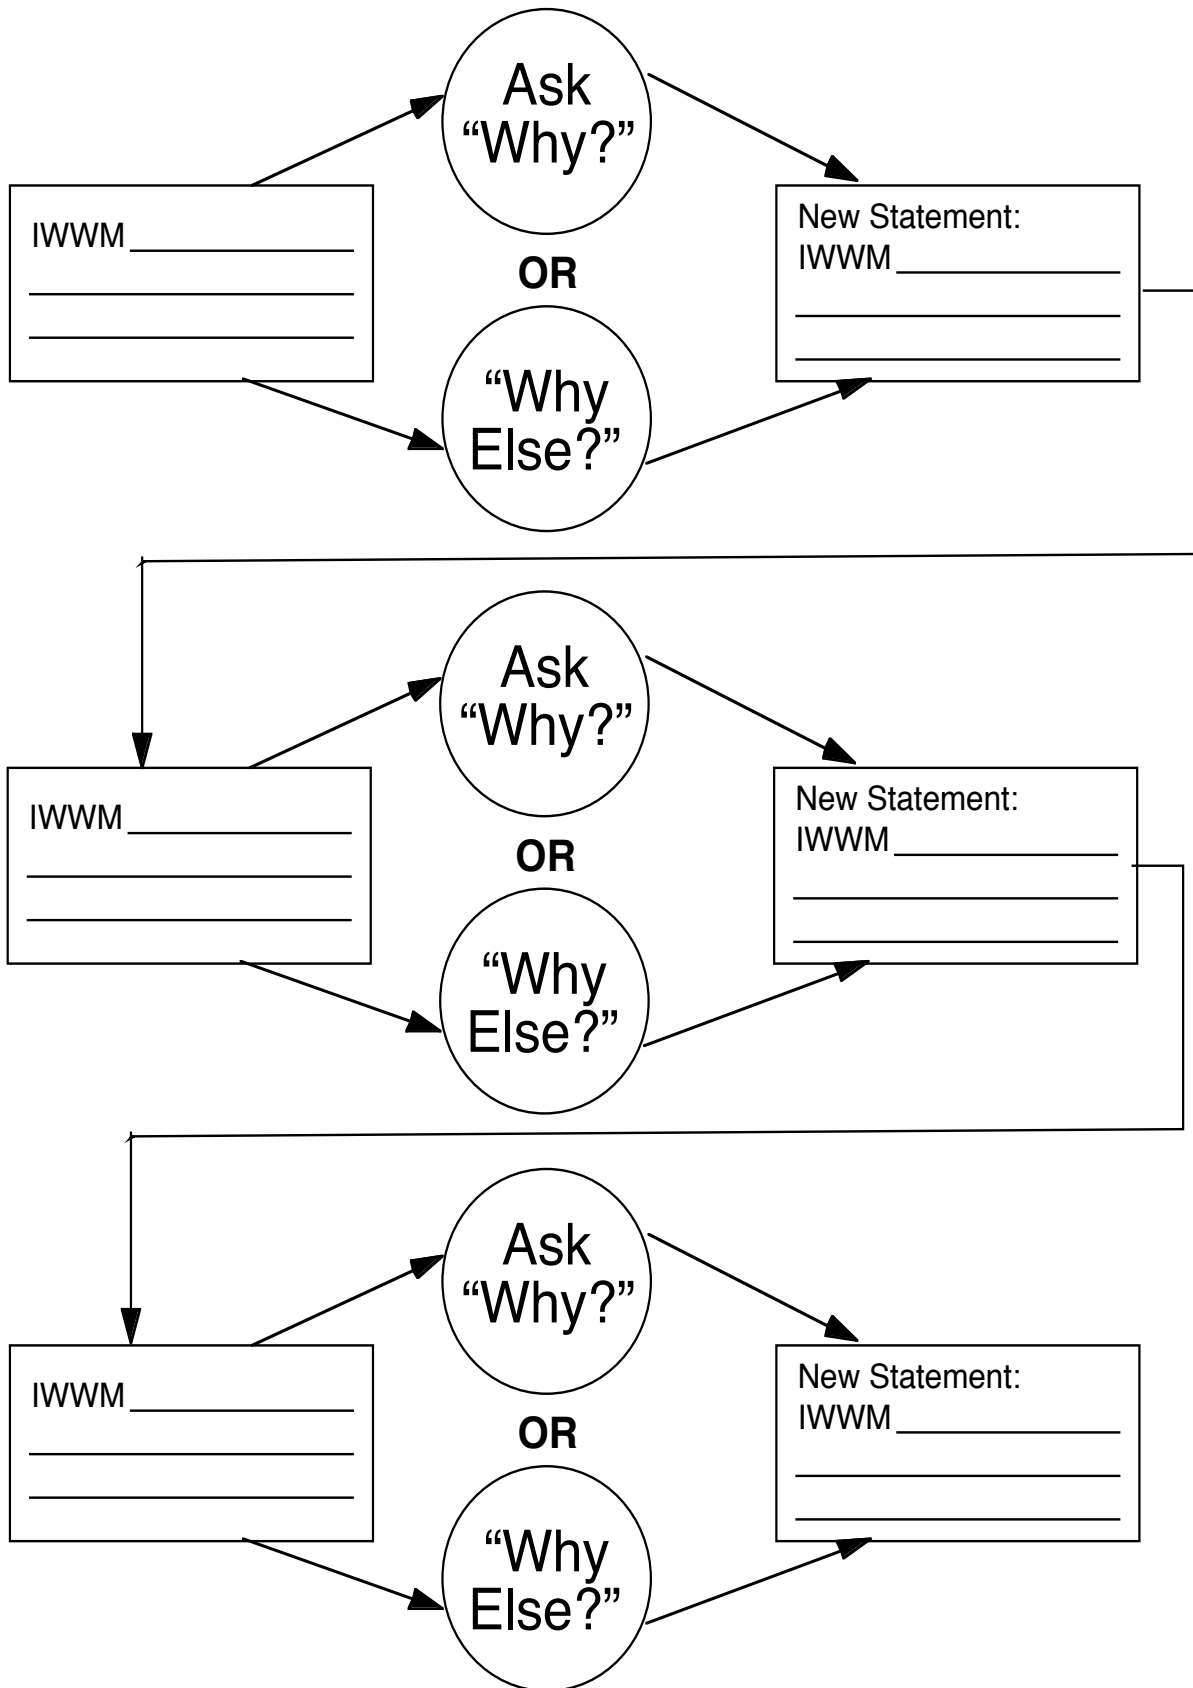 Ask
“Why?”
IWWM
OR
“Why
Else?”
New Statement:
IWWM
Ask
“Why?”
IWWM
OR
“Why
Else?”
New Statement:
IWWM
Ask
“Why?”
IWWM
OR
“Why
Else?”
New Statement:
IWWM